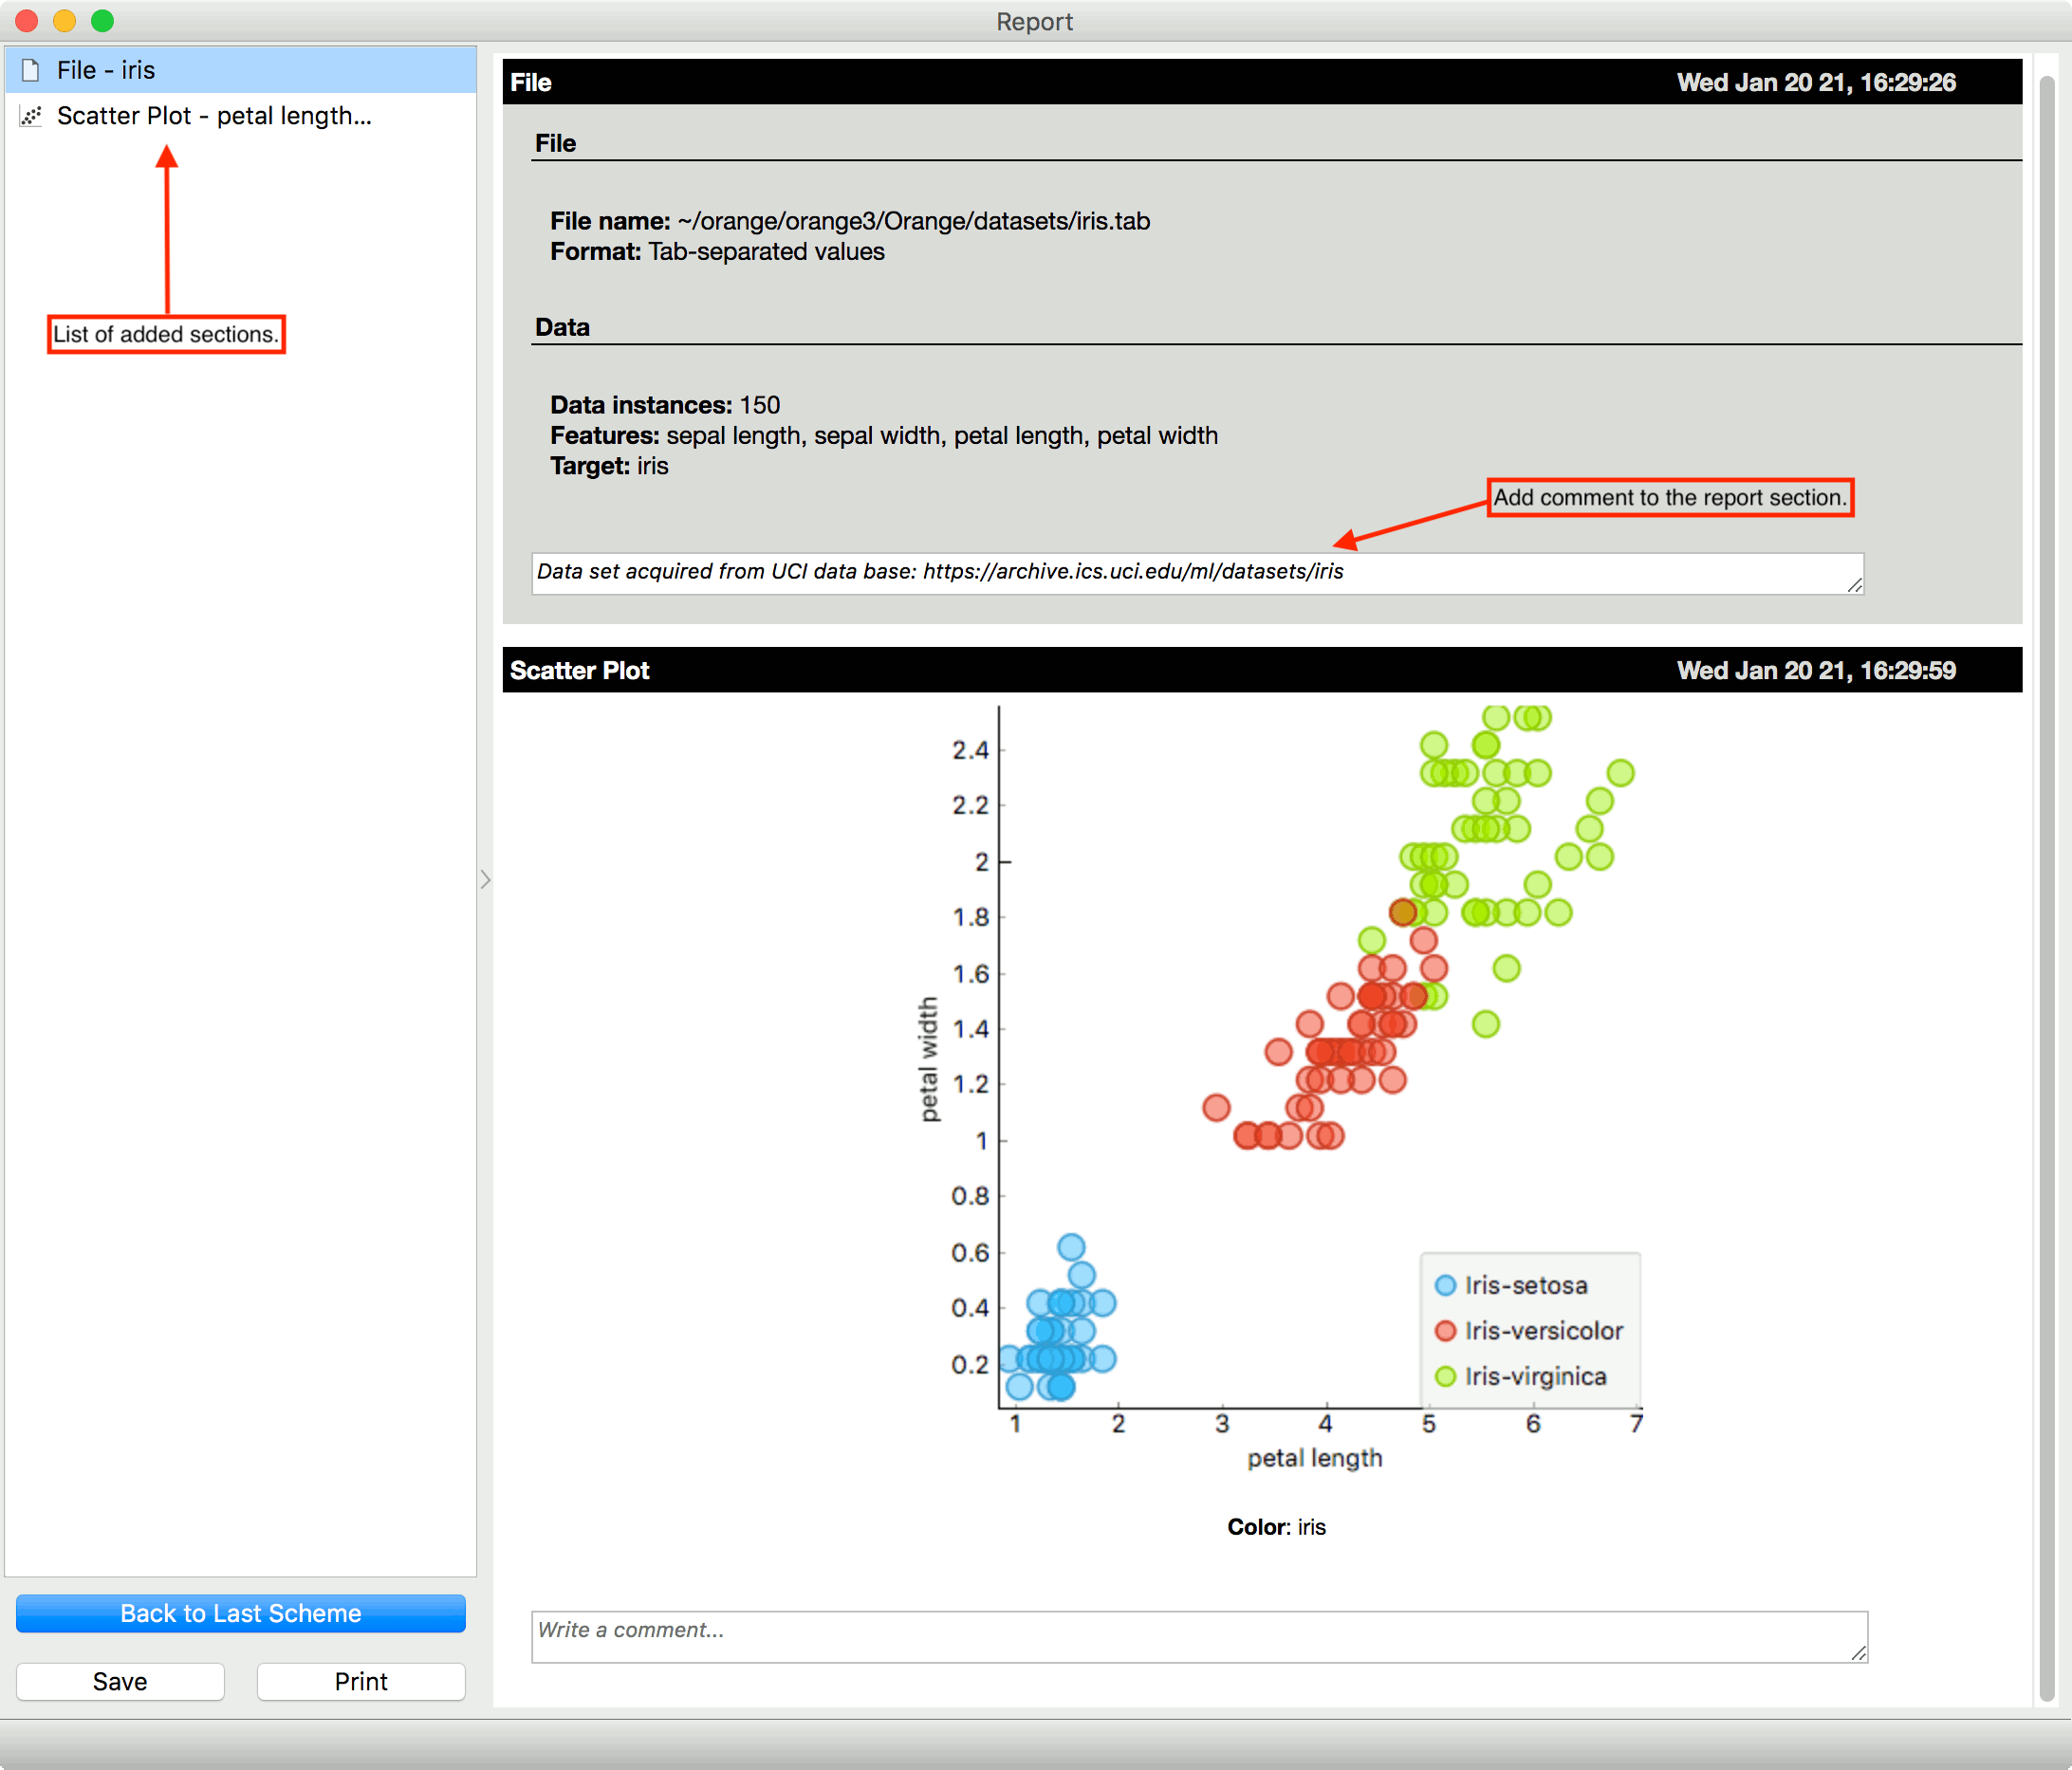 Report
File - iris
Scatter Plot - petal length...
List of added sections.
Back to Last Scheme
Save
Print
File
Wed Jan 20 21, 16:29:26
File
File name: ~/orange/orange3/Orange/datasets/iris.tab
Format: Tab-separated values
Data
Data instances: 150
Features: sepal length, sepal width, petal length, petal width
Target: iris
Add comment to the report section.
Data set acquired from UCI data base: https://archive.ics.uci.edu/ml/datasets/iris
Scatter Plot
Wed Jan 20 21, 16:29:59
2.4
2.2
2
1.8
1.6
1.4
1.2
1
0.8
0.6
0.4
0.2
petal width
Iris-setosa
Iris-versicolor
Iris-virginica
1 2 3 4 5 6 7
petal length
Color: iris
Write a comment...